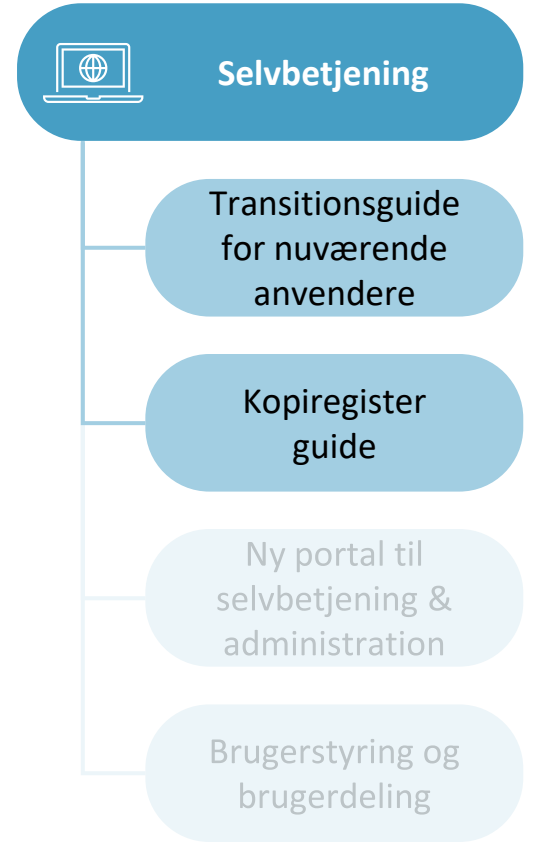 Selvbetjening
Transitionsguide
for nuværende
anvendere
Kopiregister
guide
Ny portal til
selvbetjening &
administration
Brugerstyring og
brugerdeling